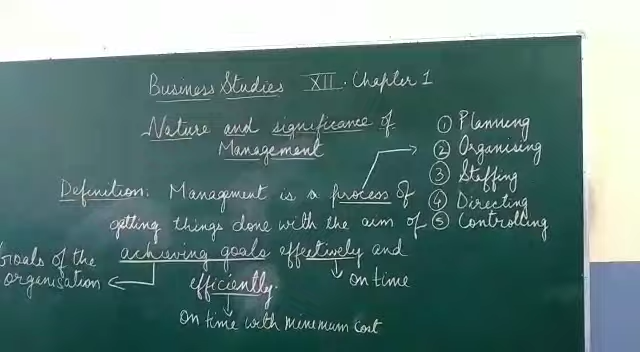 Business Studies XII. Chapter 1
Nature and significance of
Management
① Planning
② Organising
③ Staffing
④ Directing
⑤ Controlling
Definition: Management is a process of
getting things done with the aim of
achieving goals effectively and
efficiently.
Goals of the
organisation
on time
on time with minemum cost